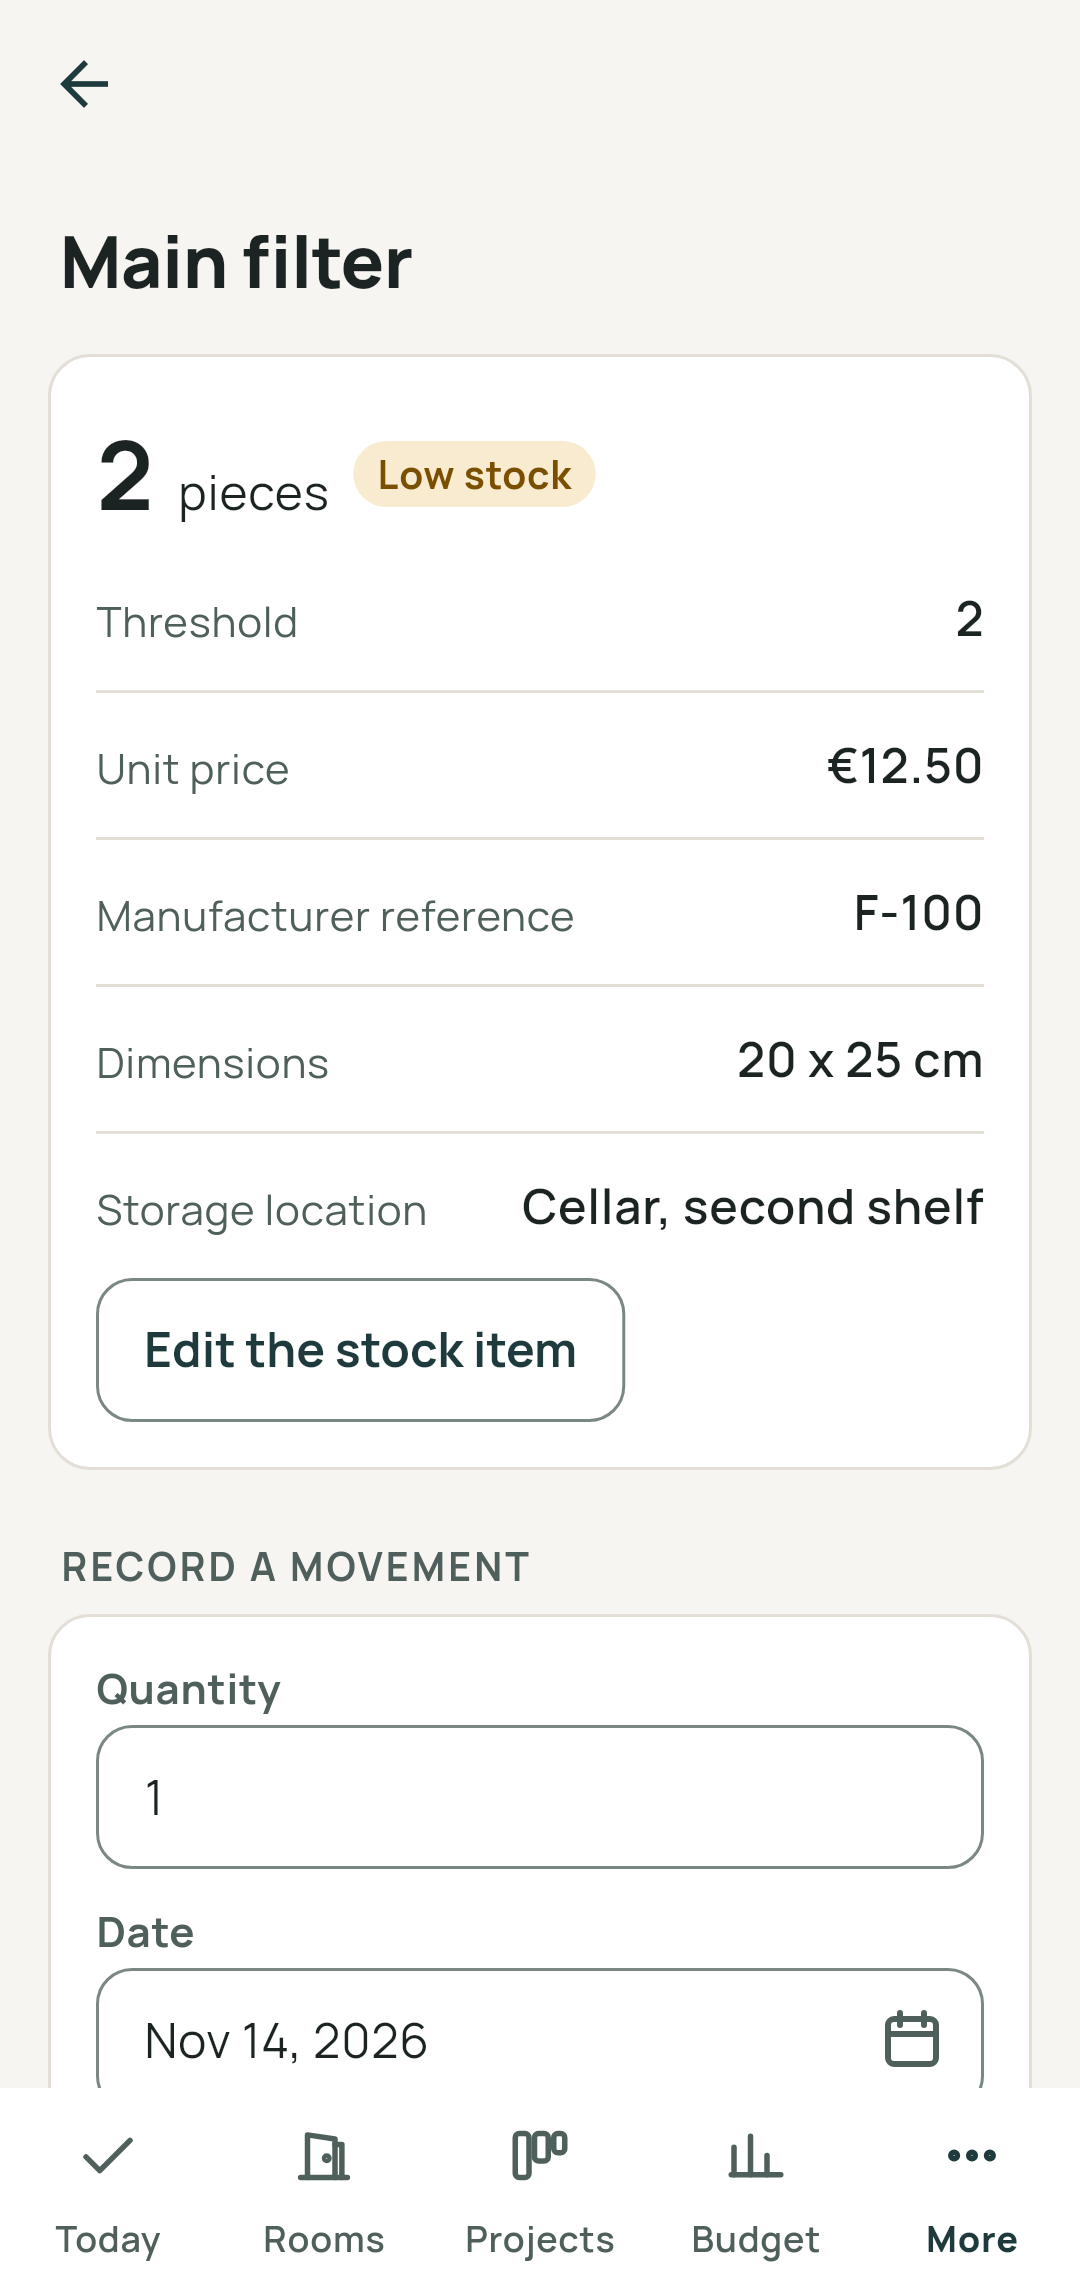 Main filter
2 pieces Low stock
Threshold 2
Unit price €12.50
Manufacturer reference F-100
Dimensions 20 x 25 cm
Storage location Cellar, second shelf
Edit the stock item
RECORD A MOVEMENT
Quantity
1
Date
Nov 14, 2026
Today Rooms Projects Budget More